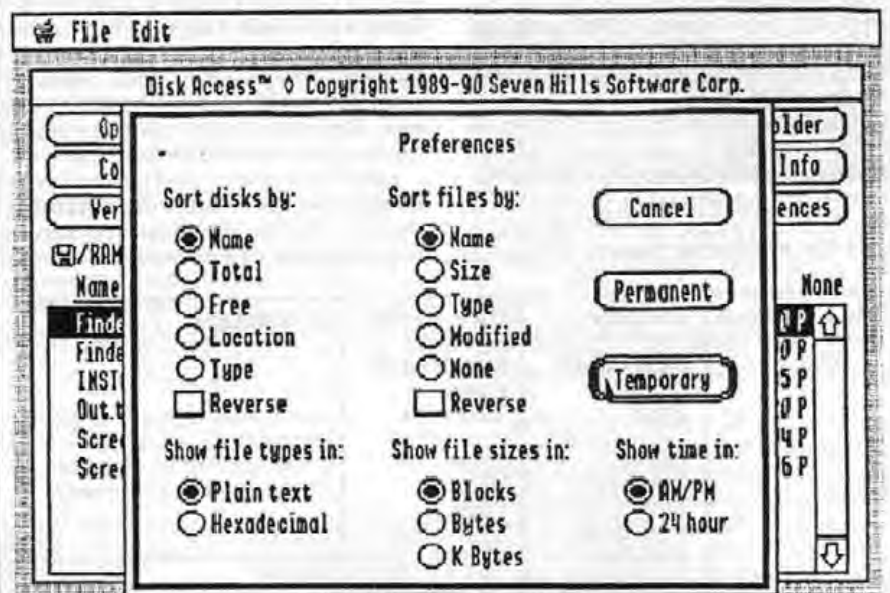 File Edit
Disk Access™ ◊ Copyright 1989-90 Seven Hills Software Corp.
Op
Co
Ver
older
Info
ences
/RAM
Name
None
Finde
Finde
INST
Out.t
Scree
Scree
0 P
0 P
5 P
0 P
4 P
6 P
Preferences
Sort disks by:
Name
Total
Free
Location
Type
Reverse
Sort files by:
Name
Size
Type
Modified
None
Reverse
Cancel
Permanent
Temporary
Show file types in:
Plain text
Hexadecimal
Show file sizes in:
Blocks
Bytes
K Bytes
Show time in:
AM/PM
24 hour